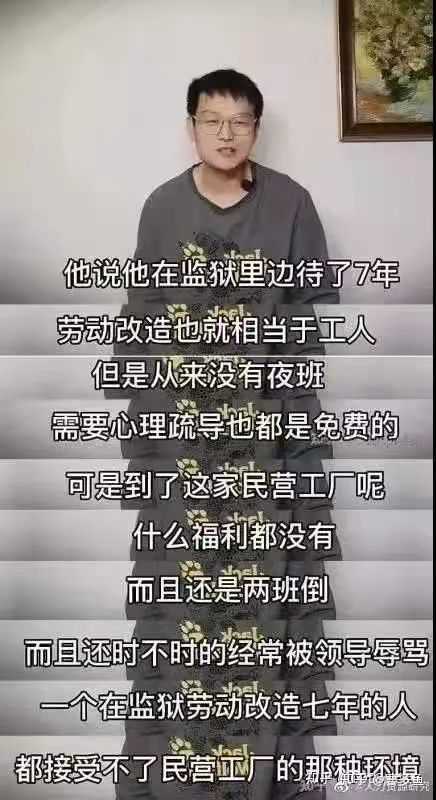 他说他在监狱里边待了7年
劳动改造也就相当于工人
但是从来没有夜班
需要心理疏导也都是免费的
可是到了这家民营工厂呢
什么福利都没有
而且还是两班倒
而且还时不时的经常被领导辱骂
一个在监狱劳动改造七年的人
都接受不了民营工厂的那种环境
知乎